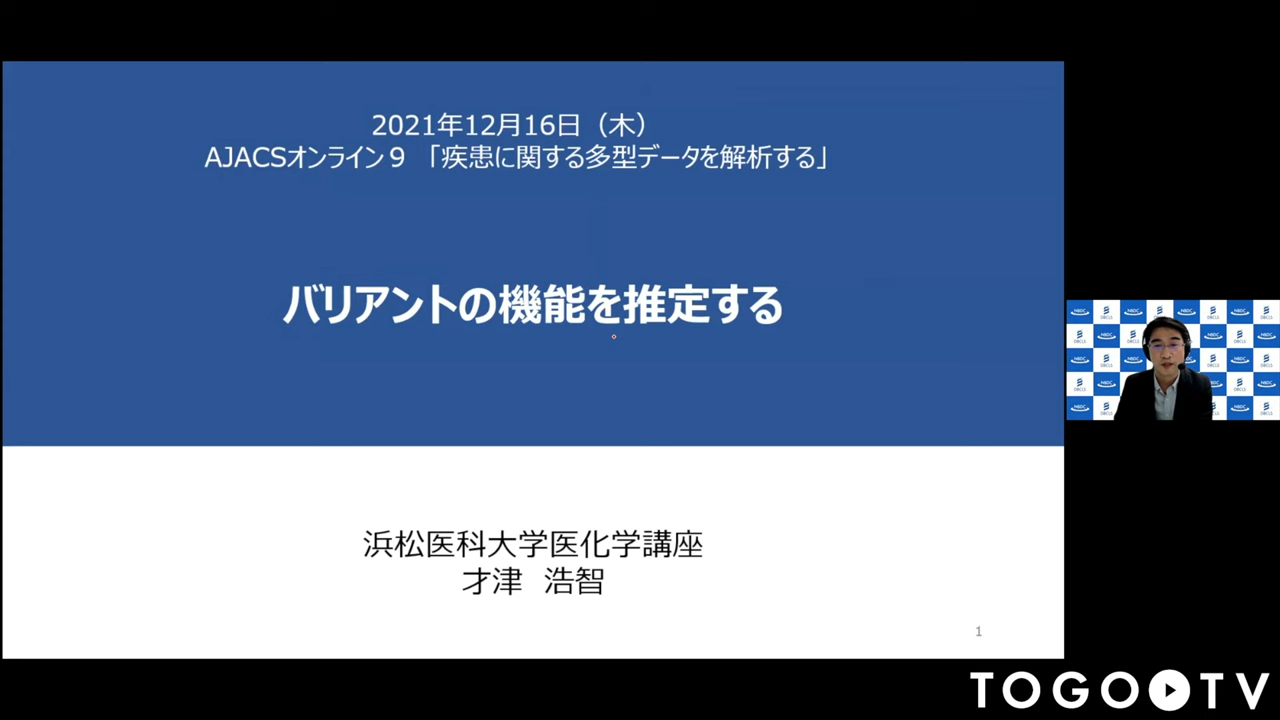 2021年12月16日（木）
AJACSオンライン９ 「疾患に関する多型データを解析する」
バリアントの機能を推定する
浜松医科大学医化学講座
才津 浩智
1
TOGO TV
NBDC
DBCLS